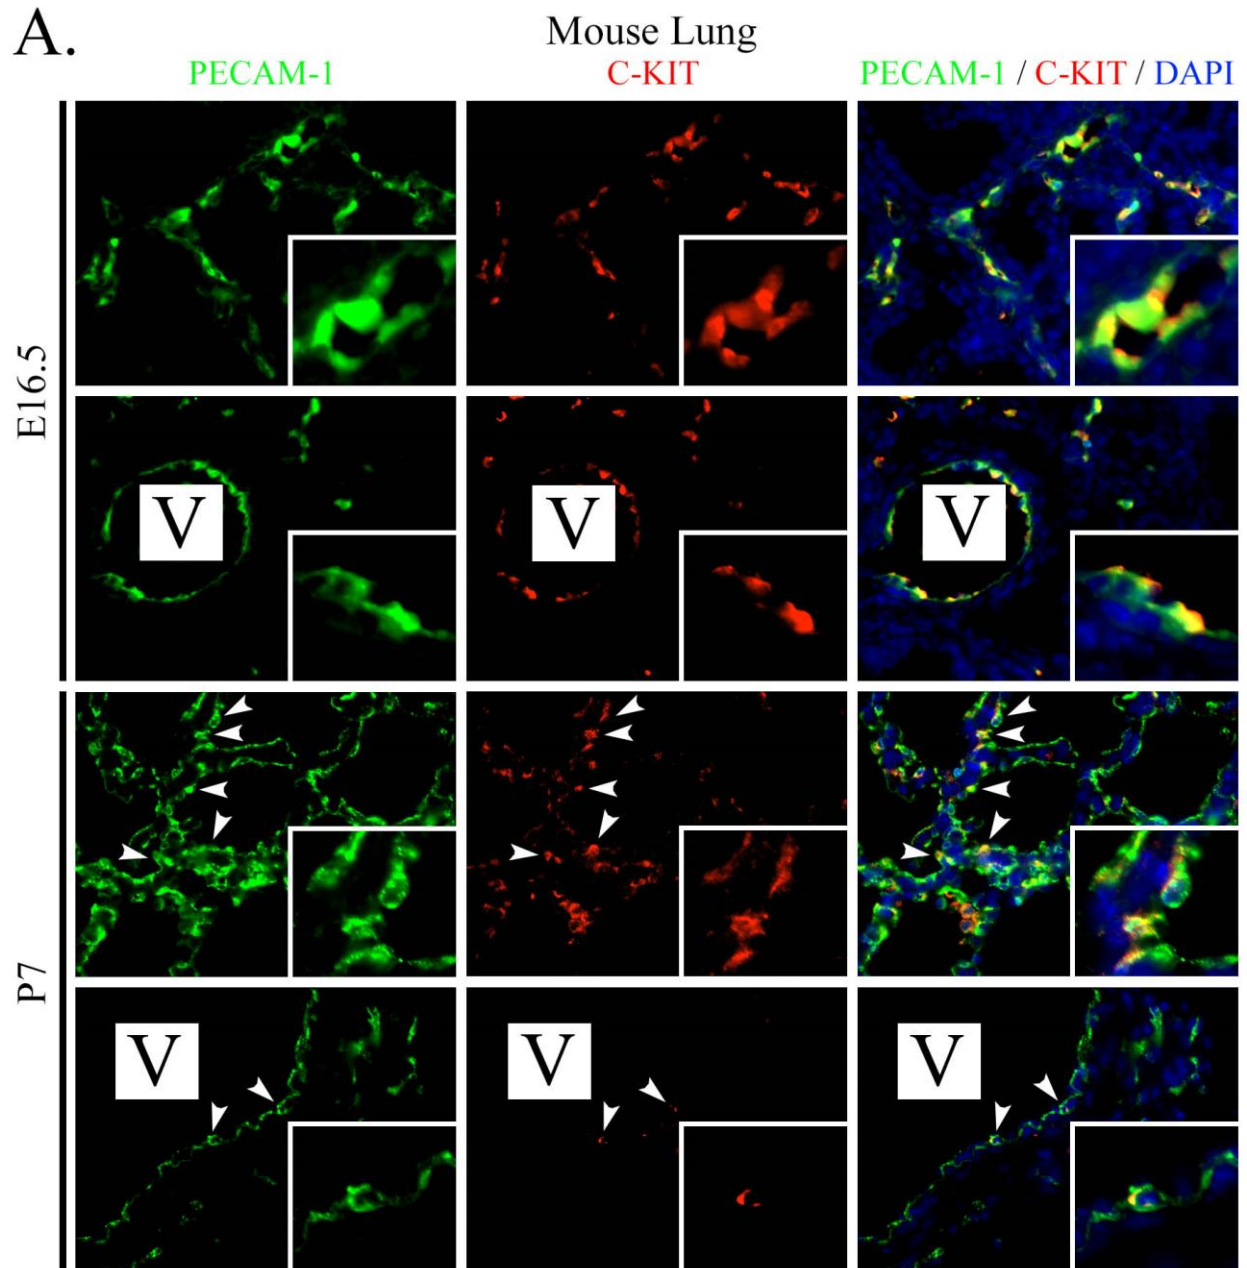 A.
Mouse Lung
PECAM-1
C-KIT
PECAM-1 / C-KIT / DAPI
E16.5
V
V
V
P7
V
V
V